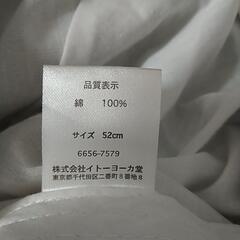 品質表示
綿 100%
サイズ 52cm
6656-7579
株式会社イトーヨーカ堂
東京都千代田区二番町8番地8